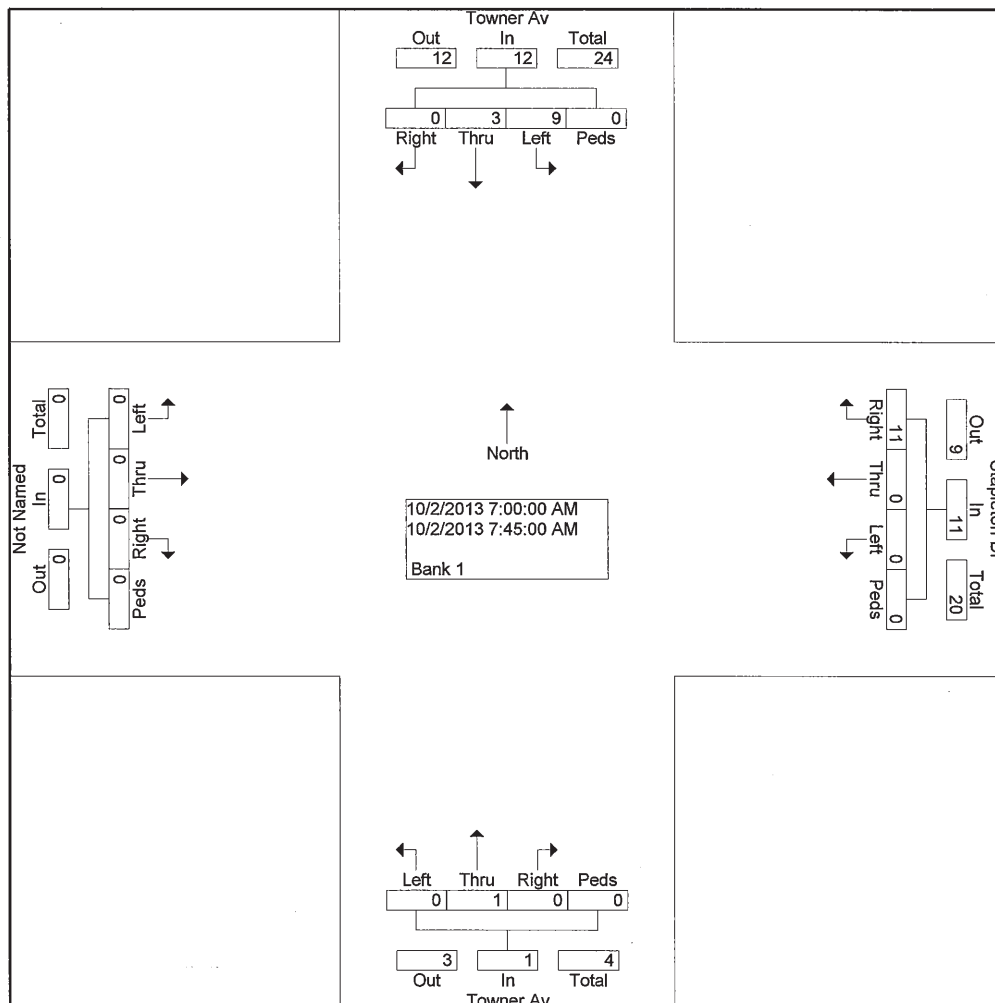 Towner Av
Out In Total
12 12 24
0 3 9 0
Right Thru Left Peds
Not Named
Total In Out
0 0 0
0 0 0 0
Left Thru Right Peds
North
10/2/2013 7:00:00 AM
10/2/2013 7:45:00 AM
Bank 1
Right Thru Left Peds
11 0 0 0
Out In Total
9 11 20
Left Thru Right Peds
0 1 0 0
3 1 4
Out In Total
Towner Av